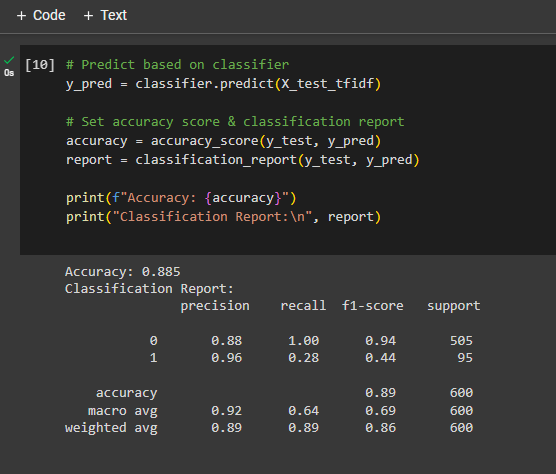 + Code + Text
[10] # Predict based on classifier
0s y_pred = classifier.predict(X_test_tfidf)
# Set accuracy score & classification report
accuracy = accuracy_score(y_test, y_pred)
report = classification_report(y_test, y_pred)
print(f"Accuracy: {accuracy}")
print("Classification Report:\n", report)
Accuracy: 0.885
Classification Report:
precision recall f1-score support
0 0.88 1.00 0.94 505
1 0.96 0.28 0.44 95
accuracy 0.89 600
macro avg 0.92 0.64 0.69 600
weighted avg 0.89 0.89 0.86 600